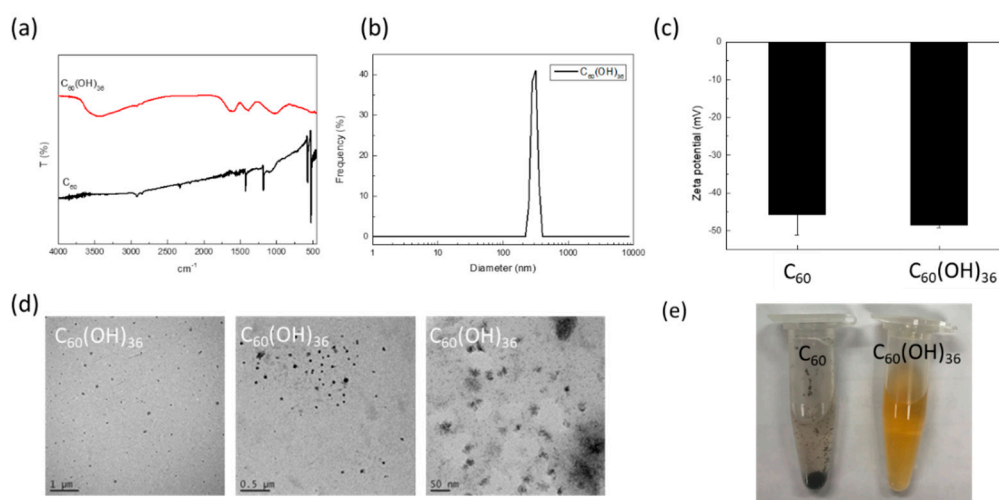 (a)
C60(OH)36
C60
T (%)
4000 3500 3000 2500 2000 1500 1000 500
cm-1
(b)
C60(OH)36
Frequency (%)
40
30
20
10
0
1 10 100 1000 10000
Diameter (nm)
(c)
Zeta potential (mV)
0
-10
-20
-30
-40
-50
C60 C60(OH)36
(d)
C60(OH)36
1 μm
C60(OH)36
0.5 μm
C60(OH)36
50 nm
(e)
C60
C60(OH)36